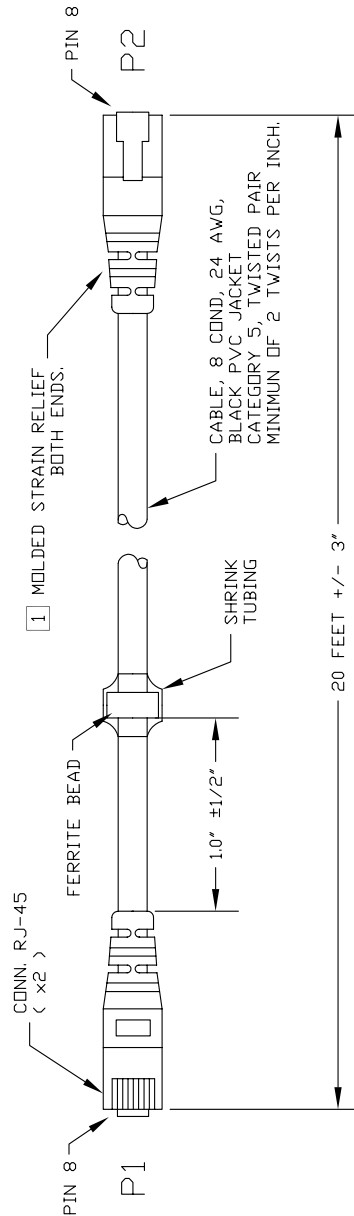 PIN 8
P1
CONN. RJ-45
( x2 )
FERRITE BEAD
1.0" ±1/2"
SHRINK
TUBING
1 MOLDED STRAIN RELIEF
BOTH ENDS.
CABLE, 8 COND, 24 AWG,
BLACK PVC JACKET
CATEGORY 5, TWISTED PAIR
MINIMUN OF 2 TWISTS PER INCH.
PIN 8
P2
20 FEET +/- 3"